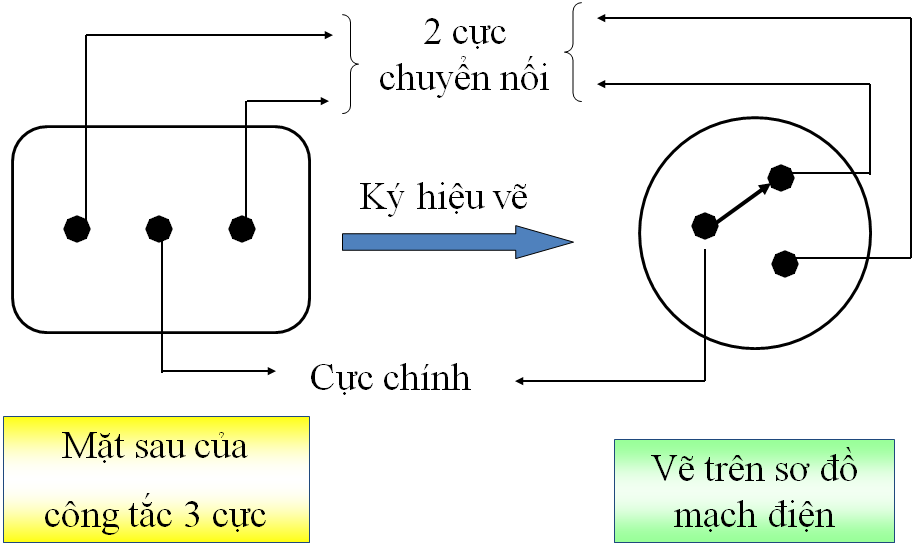 2 cực
chuyển nối
Ký hiệu vẽ
Cực chính
Mặt sau của
công tắc 3 cực
Vẽ trên sơ đồ
mạch điện